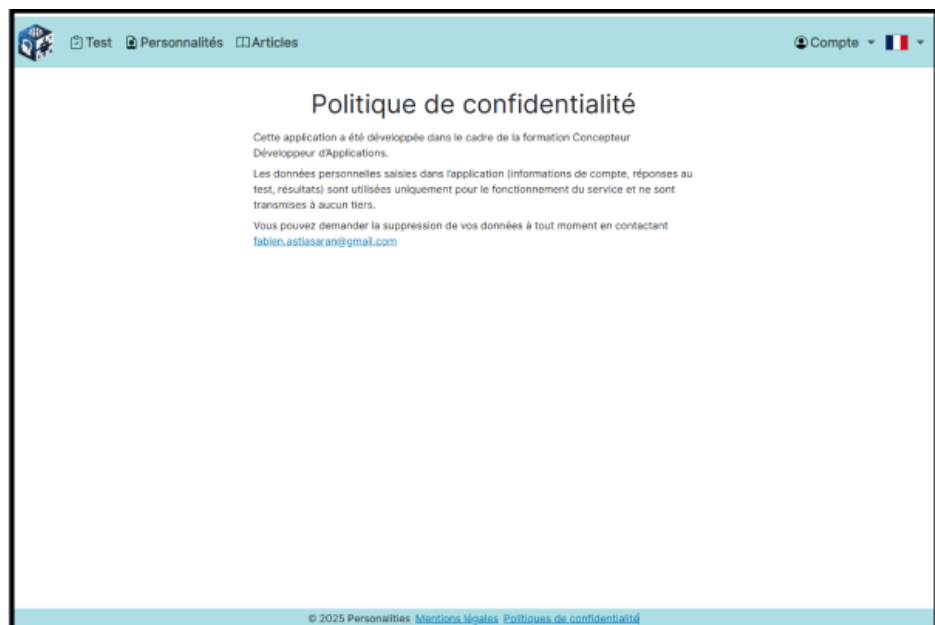 Test Personnalités Articles Compte
Politique de confidentialité
Cette application a été développée dans le cadre de la formation Concepteur
Développeur d'Applications.
Les données personnelles saisies dans l'application (informations de compte, réponses au
test, résultats) sont utilisées uniquement pour le fonctionnement du service et ne sont
transmises à aucun tiers.
Vous pouvez demander la suppression de vos données à tout moment en contactant
fabien.astiasaran@gmail.com
© 2025 Personalities Mentions légales Politiques de confidentialité